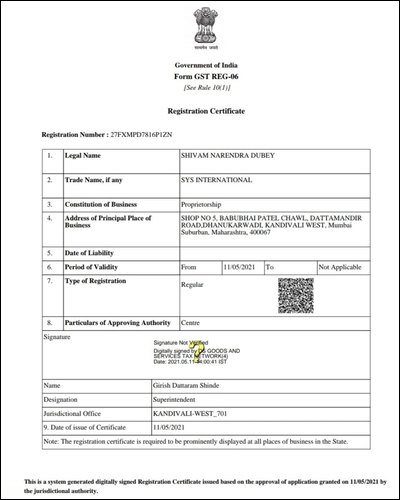 सत्यमेव जयते
Government of India
Form GST REG-06
[See Rule 10(1)]
Registration Certificate
Registration Number : 27FXMPD7816P1ZN
1. Legal Name SHIVAM NARENDRA DUBEY
2. Trade Name, if any SYS INTERNATIONAL
3. Constitution of Business Proprietorship
4. Address of Principal Place of Business SHOP NO 5, BABUBHAI PATEL CHAWL, DATTAMANDIR
ROAD,DHANUKARWADI, KANDIVALI WEST, Mumbai
Suburban, Maharashtra, 400067
5. Date of Liability
6. Period of Validity From 11/05/2021 To Not Applicable
7. Type of Registration Regular
8. Particulars of Approving Authority Centre
Signature
Signature Not Verified
Digitally signed by DS GOODS AND
SERVICES TAX NETWORK(4)
Date: 2021.05.11 14:00:41 IST
Name Girish Dattaram Shinde
Designation Superintendent
Jurisdictional Office KANDIVALI-WEST_701
9. Date of issue of Certificate 11/05/2021
Note: The registration certificate is required to be prominently displayed at all places of business in the State.
This is a system generated digitally signed Registration Certificate issued based on the approval of application granted on 11/05/2021 by
the jurisdictional authority.